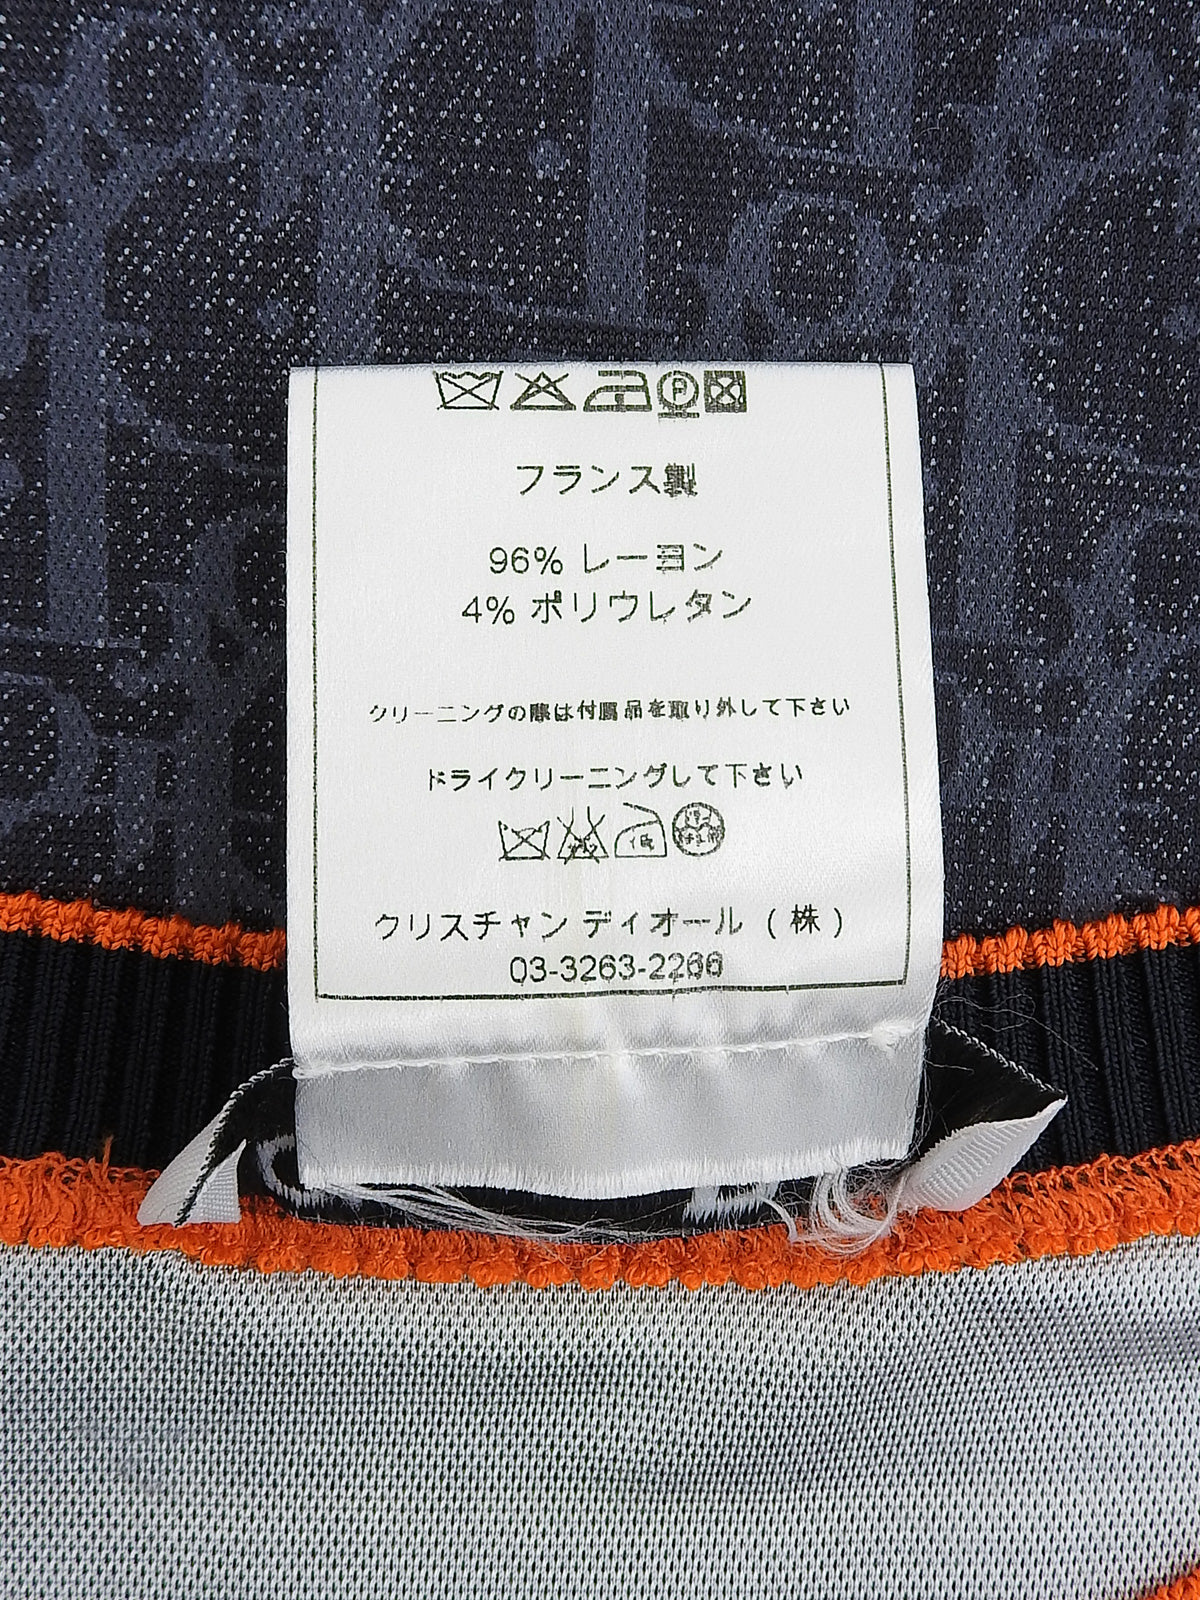 フランス製
96% レーヨン
4% ポリウレタン
クリーニングの際は付属品を取り外して下さい
ドライクリーニングして下さい
クリスチャン ディオール (株)
03-3263-2266